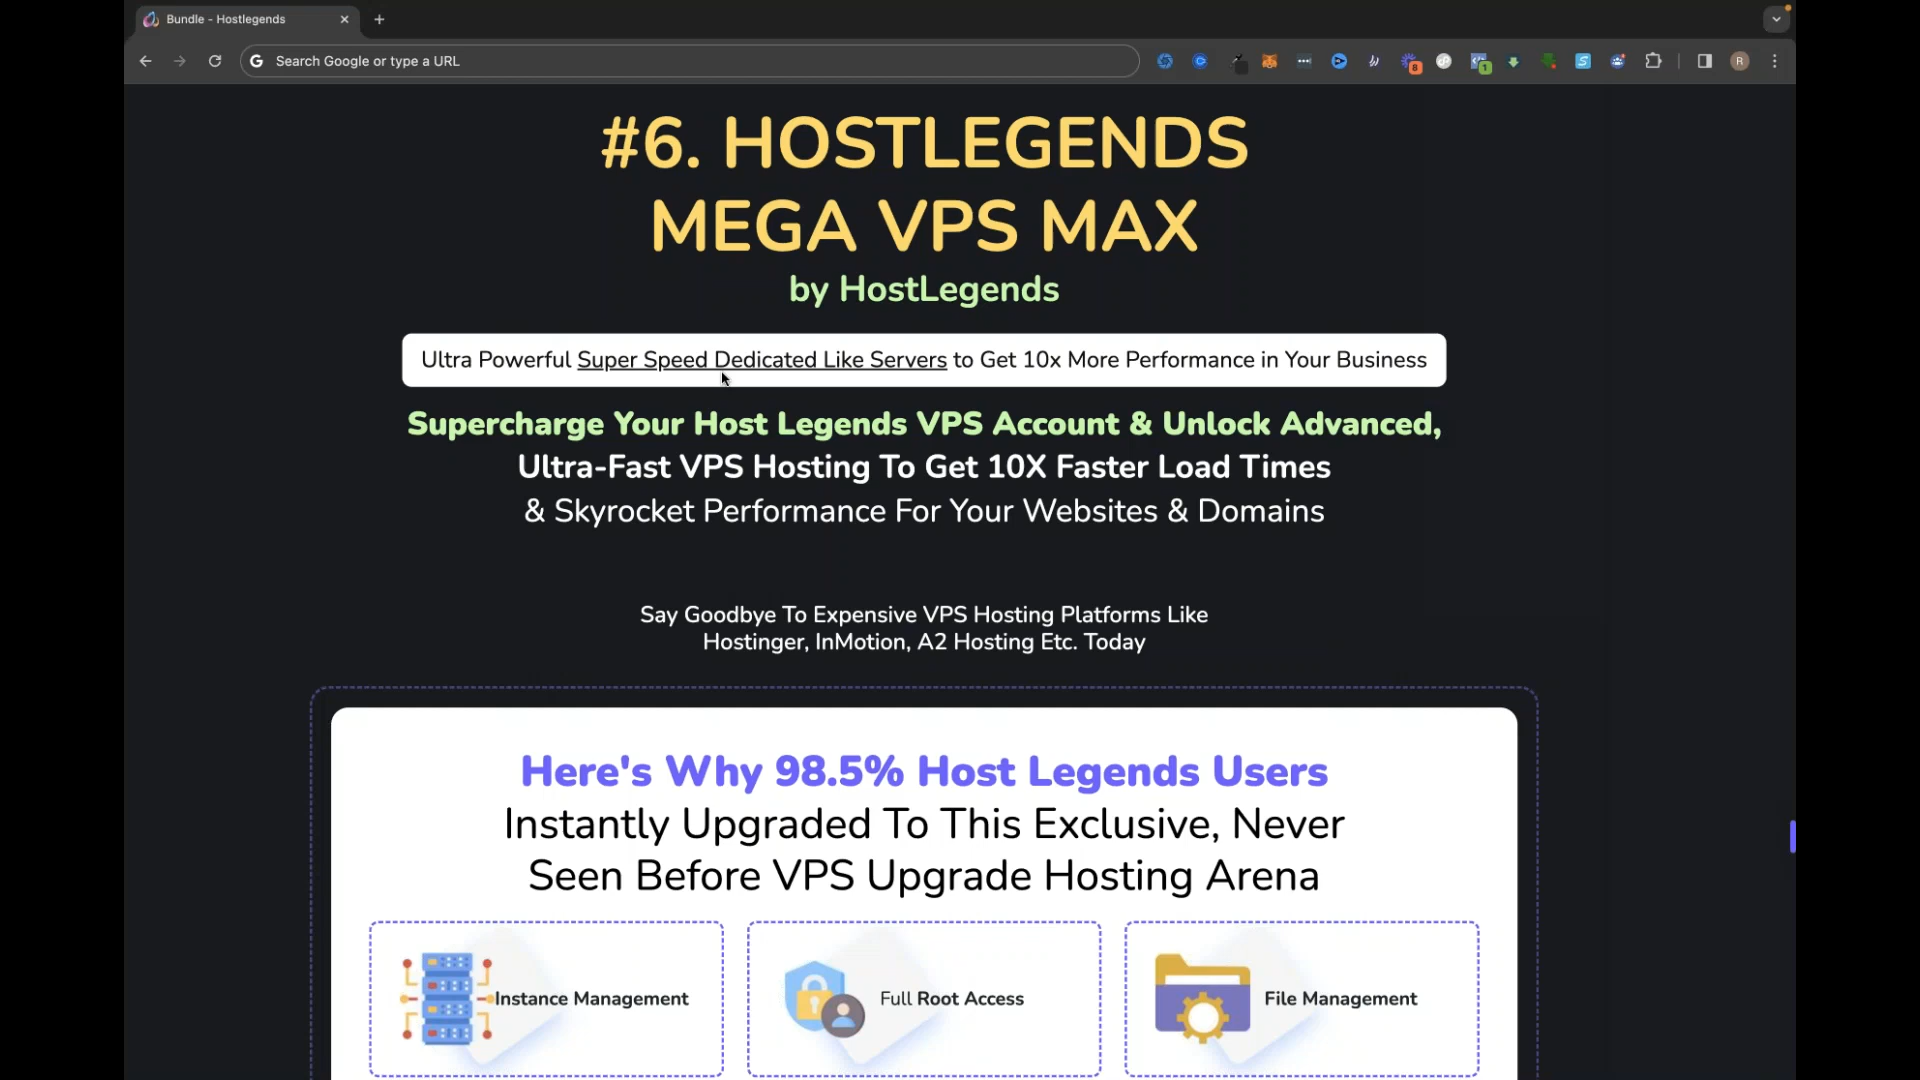 Bundle - Hostlegends
Search Google or type a URL
8
1
S
R
#6. HOSTLEGENDS
MEGA VPS MAX
by HostLegends
Ultra Powerful Super Speed Dedicated Like Servers to Get 10x More Performance in Your Business
Supercharge Your Host Legends VPS Account & Unlock Advanced,
Ultra-Fast VPS Hosting To Get 10X Faster Load Times
& Skyrocket Performance For Your Websites & Domains
Say Goodbye To Expensive VPS Hosting Platforms Like
Hostinger, InMotion, A2 Hosting Etc. Today
Here's Why 98.5% Host Legends Users
Instantly Upgraded To This Exclusive, Never
Seen Before VPS Upgrade Hosting Arena
Instance Management
Full Root Access
File Management